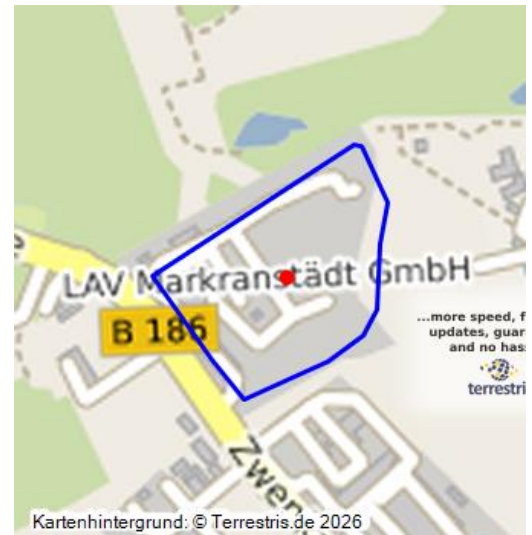 LAV Markranstädt GmbH
B 186
...more speed, f
updates, guar
and no has
terrestri
Zwen
Kartenhintergrund: © Terrestris.de 2026